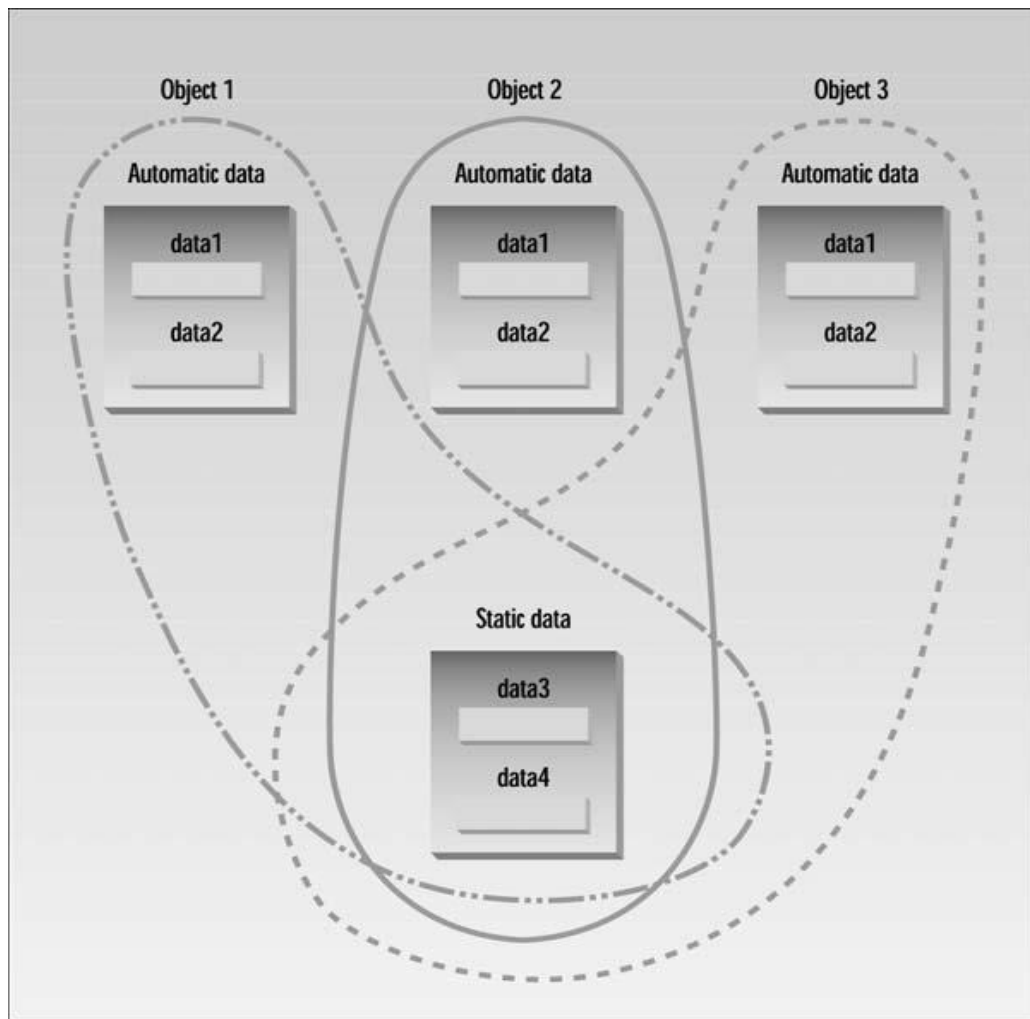 Object 1
Object 2
Object 3
Automatic data
Automatic data
Automatic data
data1
data1
data1
data2
data2
data2
Static data
data3
data4